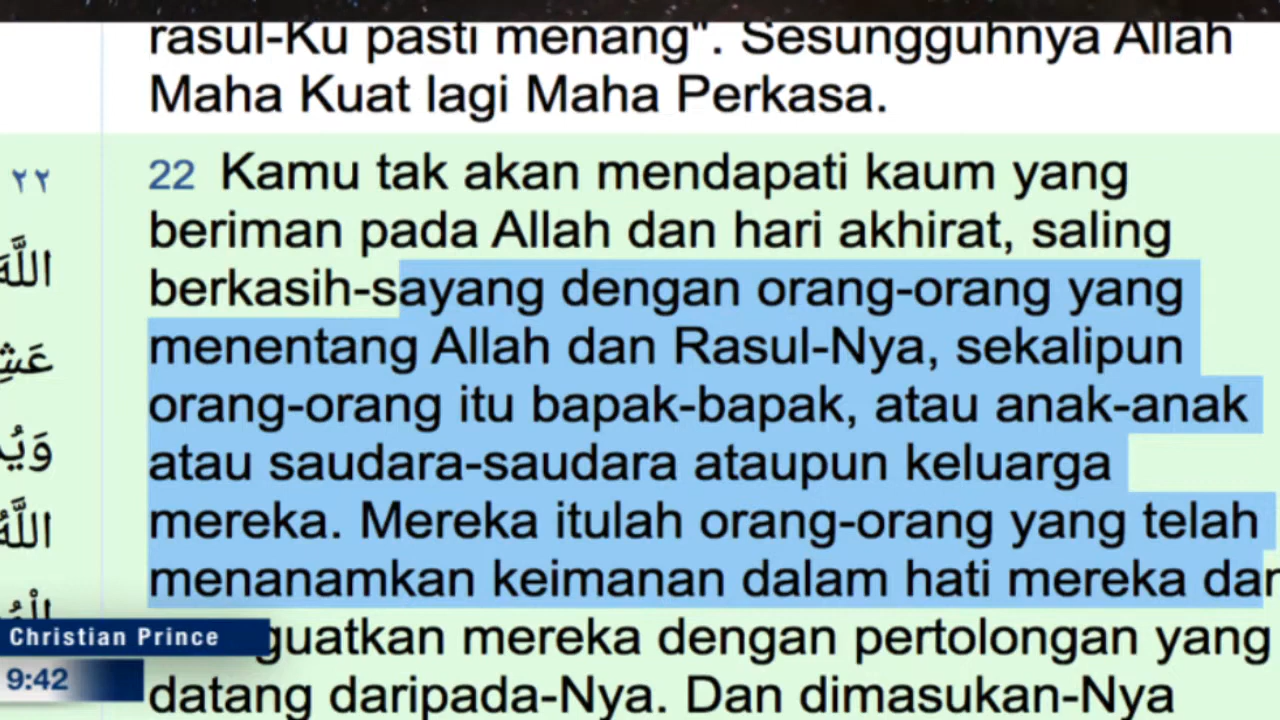 rasul-Ku pasti menang". Sesungguhnya Allah
Maha Kuat lagi Maha Perkasa.
٢٢
22 Kamu tak akan mendapati kaum yang
beriman pada Allah dan hari akhirat, saling
berkasih-sayang dengan orang-orang yang
menentang Allah dan Rasul-Nya, sekalipun
orang-orang itu bapak-bapak, atau anak-anak
atau saudara-saudara ataupun keluarga
mereka. Mereka itulah orang-orang yang telah
menanamkan keimanan dalam hati mereka dan
guatkan mereka dengan pertolongan yang
datang daripada-Nya. Dan dimasukan-Nya
Christian Prince
9:42